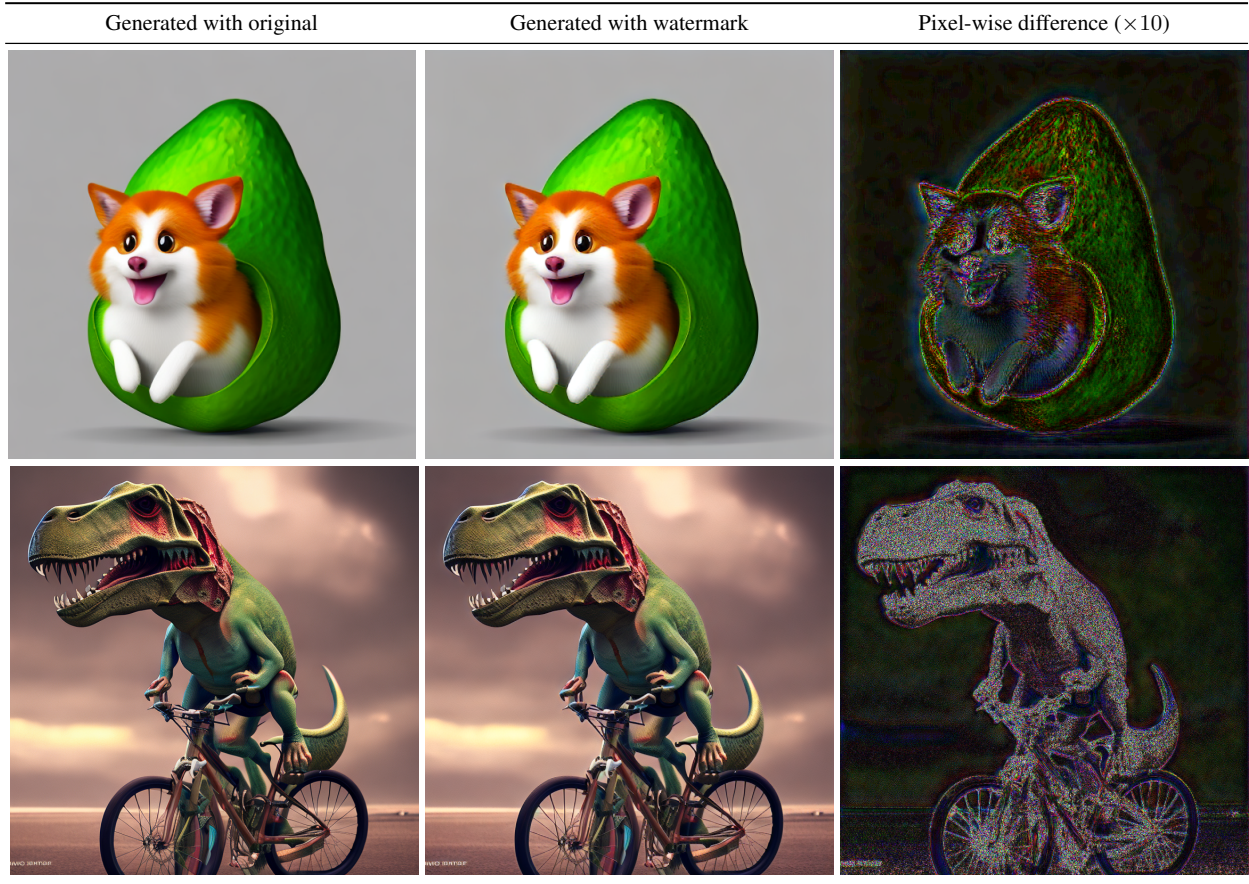 Generated with original
Generated with watermark
Pixel-wise difference (×10)